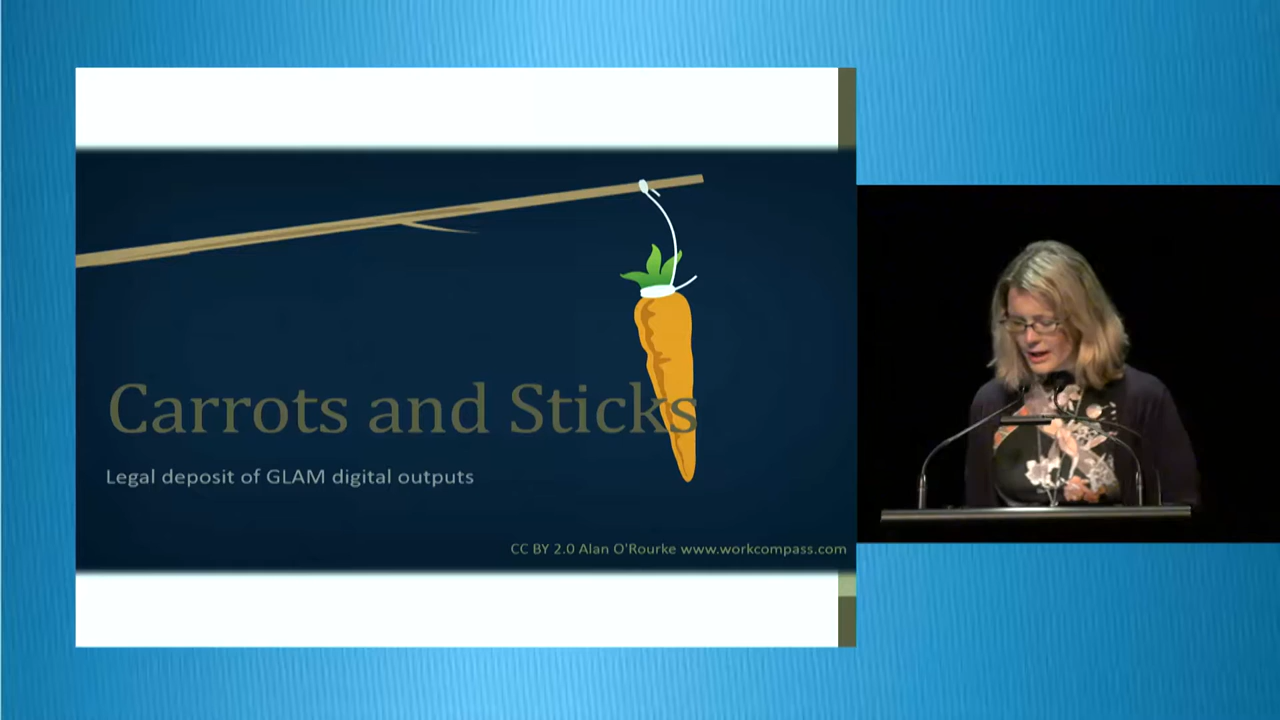 Carrots and Sticks
Legal deposit of GLAM digital outputs
CC BY 2.0 Alan O'Rourke www.workcompass.com